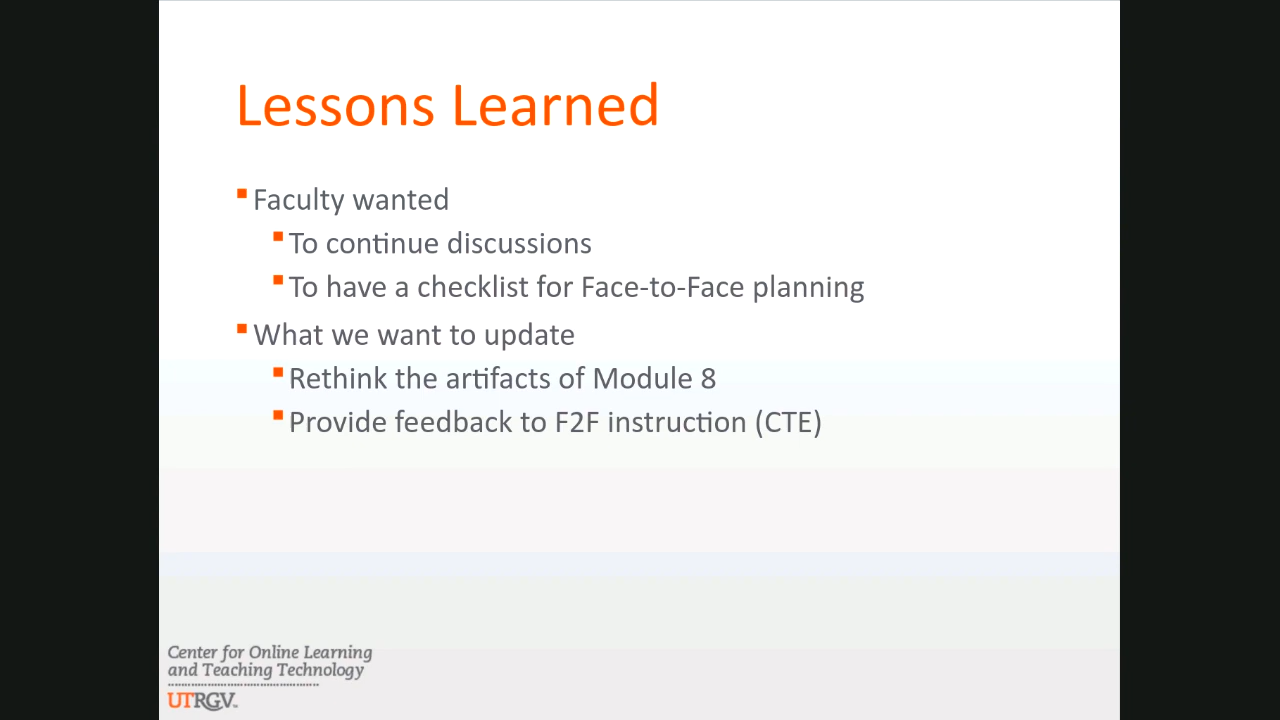 Lessons Learned
Faculty wanted
To continue discussions
To have a checklist for Face-to-Face planning
What we want to update
Rethink the artifacts of Module 8
Provide feedback to F2F instruction (CTE)
Center for Online Learning
and Teaching Technology
UTRGV